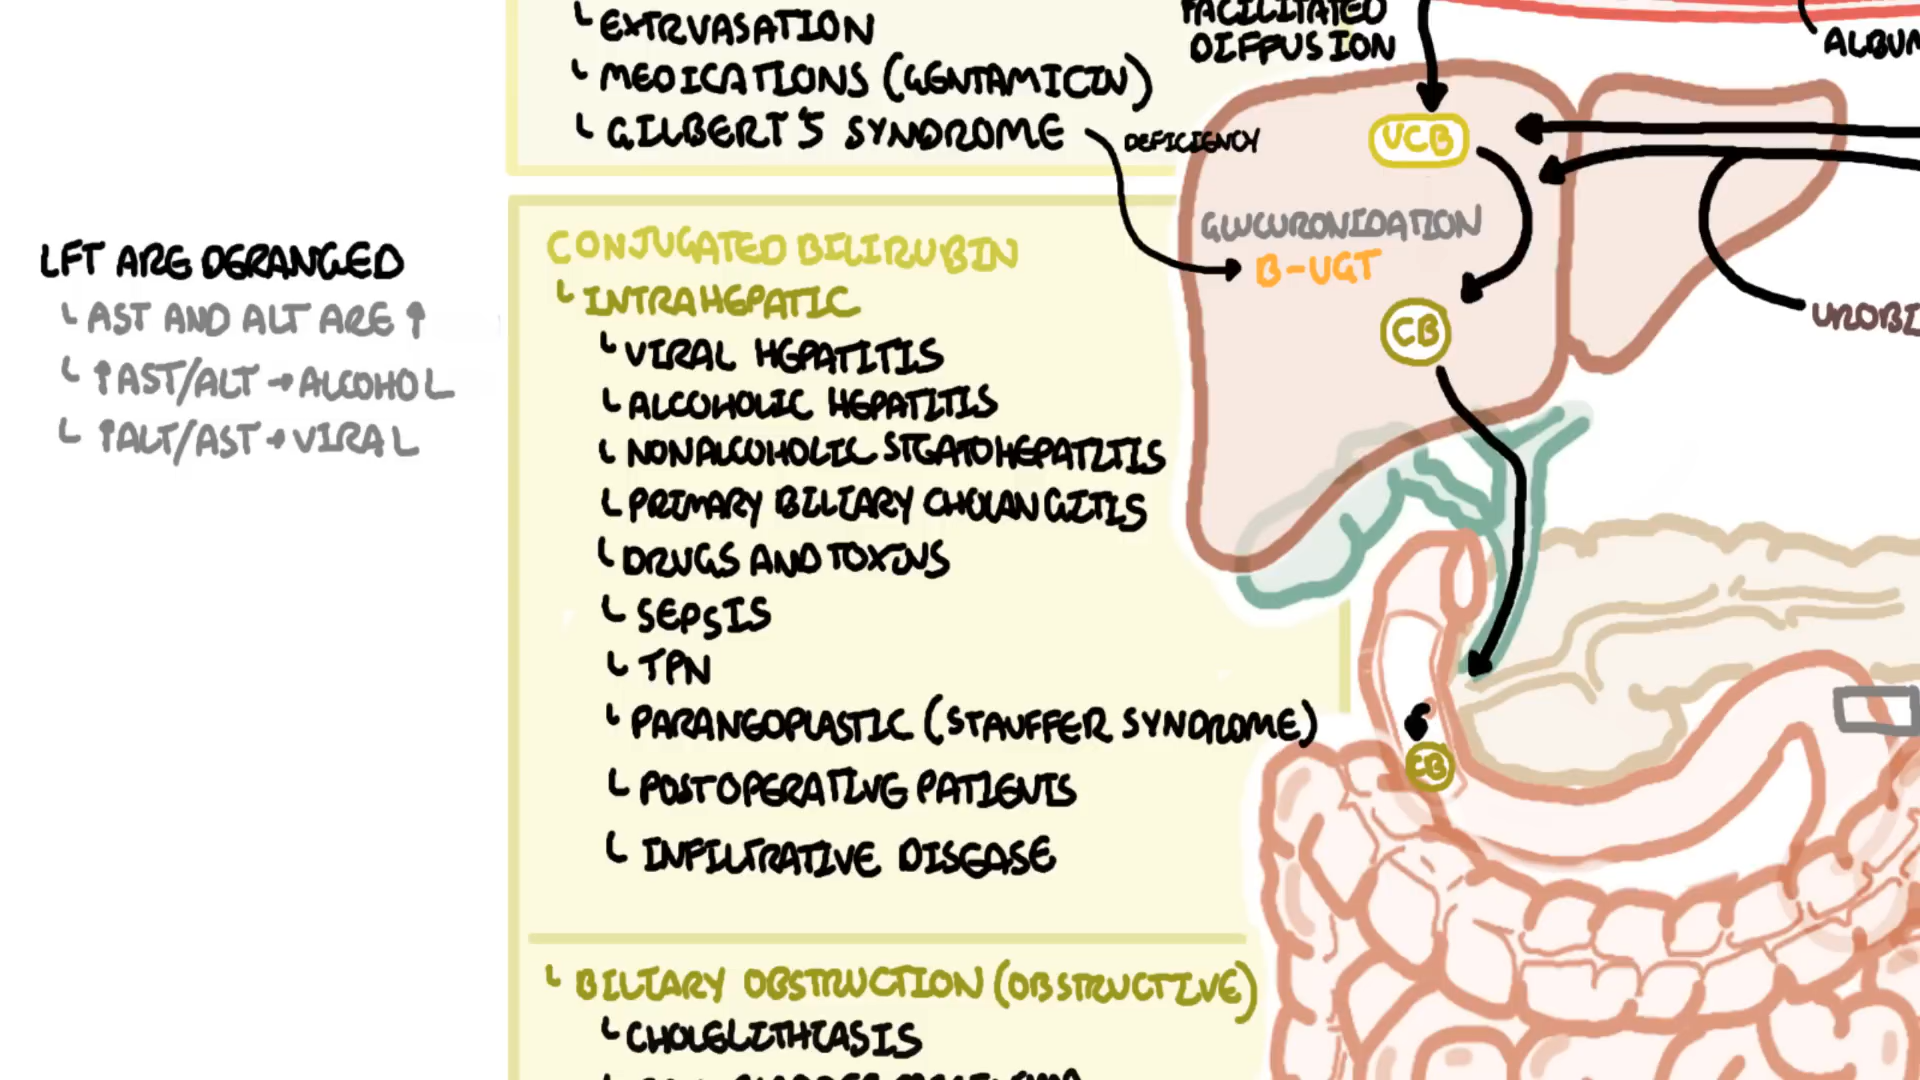 EXTRVASATION
MEDICATIONS (GENTAMICIN)
GILBERT'S SYNDROME
DEFICIENCY
FACILITATED
DIFFUSION
UCB
GLUCURONIDATION
B-UGT
CB
LFT ARE DERANGED
AST AND ALT ARE ↑
↑AST/ALT → ALCOHOL
↑ALT/AST → VIRAL
CONJUGATED BILIRUBIN
INTRAHEPATIC
VIRAL HEPATITIS
ALCOHOLIC HEPATITIS
NONALCOHOLIC STEATOHEPATITIS
PRIMARY BILIARY CHOLANGITIS
DRUGS AND TOXINS
SEPSIS
TPN
PARANEOPLASTIC (STAUFFER SYNDROME)
POSTOPERATIVE PATIENTS
INFILTRATIVE DISEASE
CB
BILIARY OBSTRUCTION (OBSTRUCTIVE)
CHOLELITHIASIS